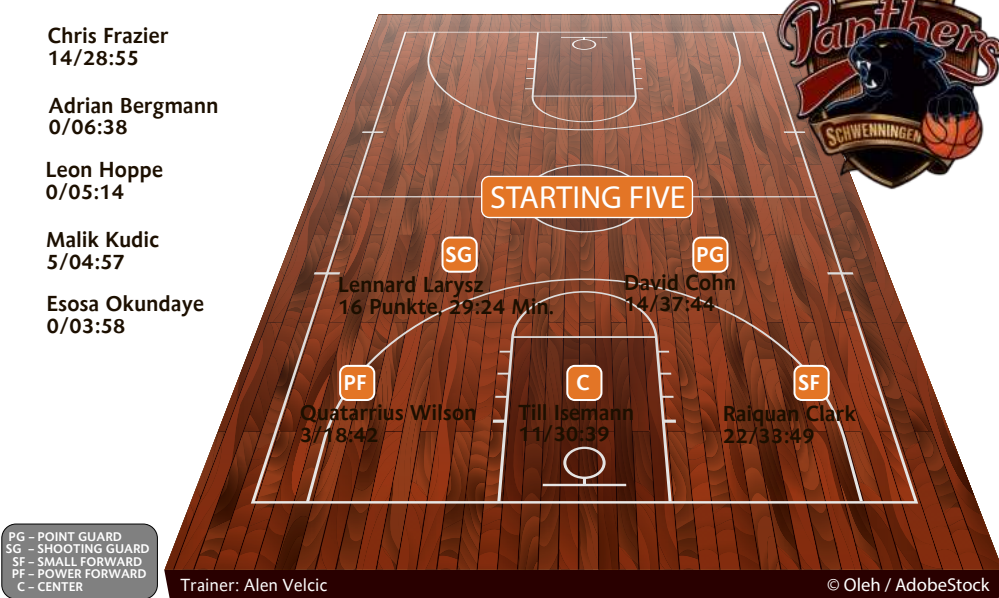 Chris Frazier
14/28:55
Adrian Bergmann
0/06:38
Leon Hoppe
0/05:14
Malik Kudic
5/04:57
Esosa Okundaye
0/03:58
Panthers
SCHWENNINGEN
STARTING FIVE
SG
Lennard Larysz
16 Punkte, 29:24 Min.
PG
David Cohn
14/37:44
PF
Quatarrius Wilson
3/18:42
C
Till Isemann
11/30:39
SF
Raiquan Clark
22/33:49
PG – POINT GUARD
SG – SHOOTING GUARD
SF – SMALL FORWARD
PF – POWER FORWARD
C – CENTER
Trainer: Alen Velcic
© Oleh / AdobeStock